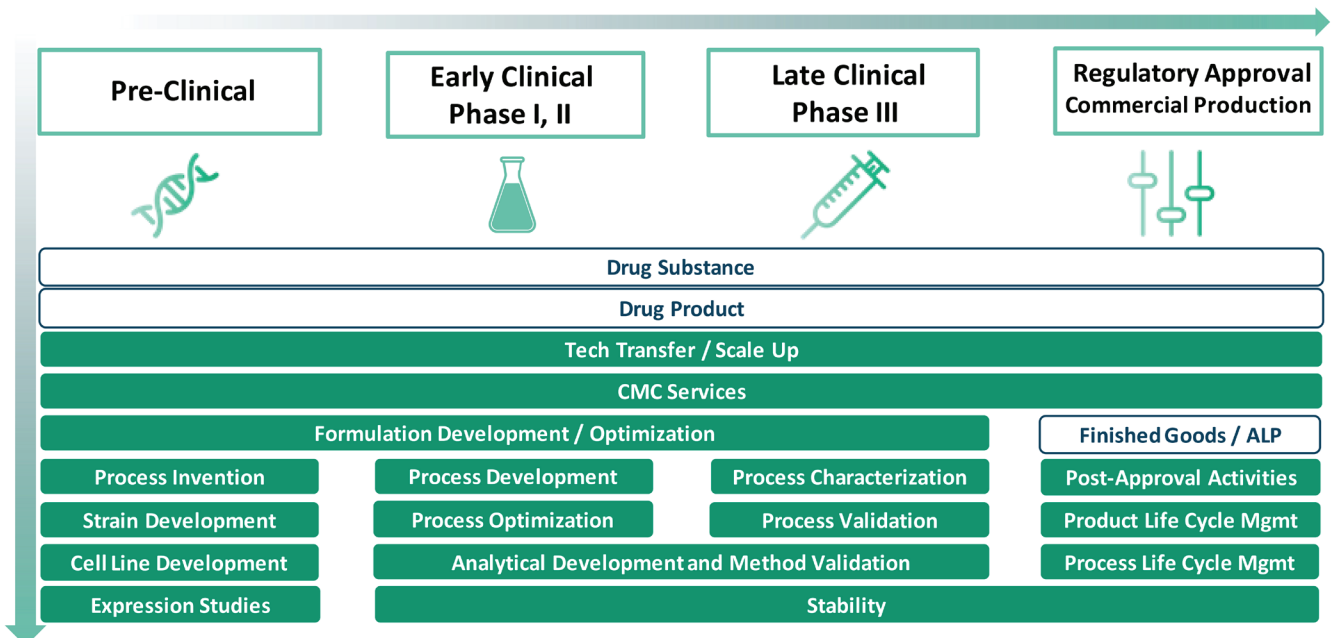 Pre-Clinical
Early Clinical
Phase I, II
Late Clinical
Phase III
Regulatory Approval
Commercial Production
Drug Substance
Drug Product
Tech Transfer / Scale Up
CMC Services
Formulation Development / Optimization
Finished Goods / ALP
Process Invention
Process Development
Process Characterization
Post-Approval Activities
Strain Development
Process Optimization
Process Validation
Product Life Cycle Mgmt
Cell Line Development
Analytical Development and Method Validation
Process Life Cycle Mgmt
Expression Studies
Stability